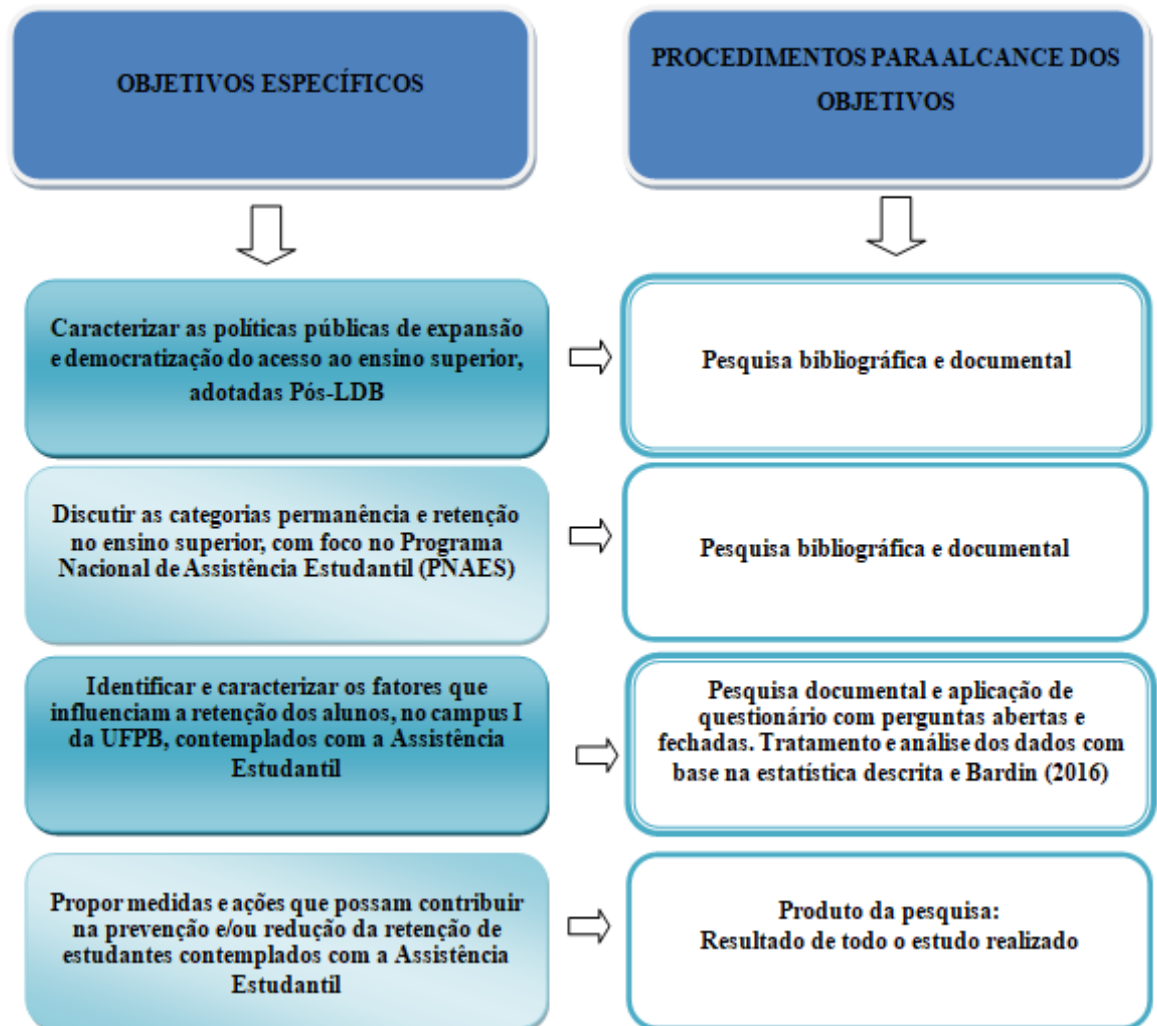 OBJETIVOS ESPECÍFICOS
PROCEDIMENTOS PARA ALCANCE DOS
OBJETIVOS
Caracterizar as políticas públicas de expansão
e democratização do acesso ao ensino superior,
adotadas Pós-LDB
Pesquisa bibliográfica e documental
Discutir as categorias permanência e retenção
no ensino superior, com foco no Programa
Nacional de Assistência Estudantil (PNAES)
Pesquisa bibliográfica e documental
Identificar e caracterizar os fatores que
influenciam a retenção dos alunos, no campus I
da UFPB, contemplados com a Assistência
Estudantil
Pesquisa documental e aplicação de
questionário com perguntas abertas e
fechadas. Tratamento e análise dos dados com
base na estatística descrita e Bardin (2016)
Propor medidas e ações que possam contribuir
na prevenção e/ou redução da retenção de
estudantes contemplados com a Assistência
Estudantil
Produto da pesquisa:
Resultado de todo o estudo realizado